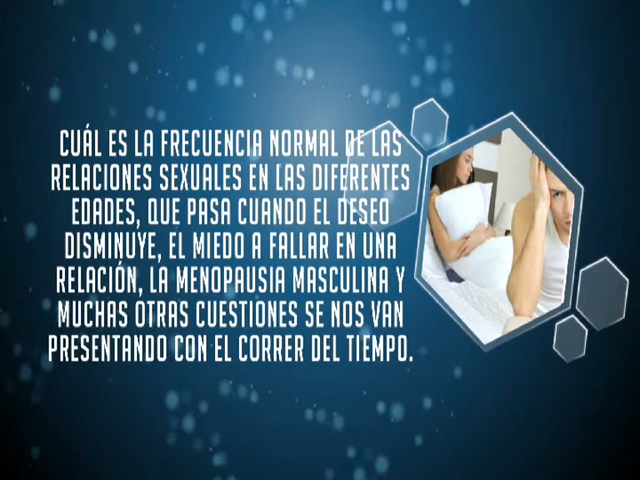 CUÁL ES LA FRECUENCIA NORMAL DE LAS
RELACIONES SEXUALES EN LAS DIFERENTES
EDADES, QUE PASA CUANDO EL DESEO
DISMINUYE, EL MIEDO A FALLAR EN UNA
RELACIÓN, LA MENOPAUSIA MASCULINA Y
MUCHAS OTRAS CUESTIONES SE NOS VAN
PRESENTANDO CON EL CORRER DEL TIEMPO.